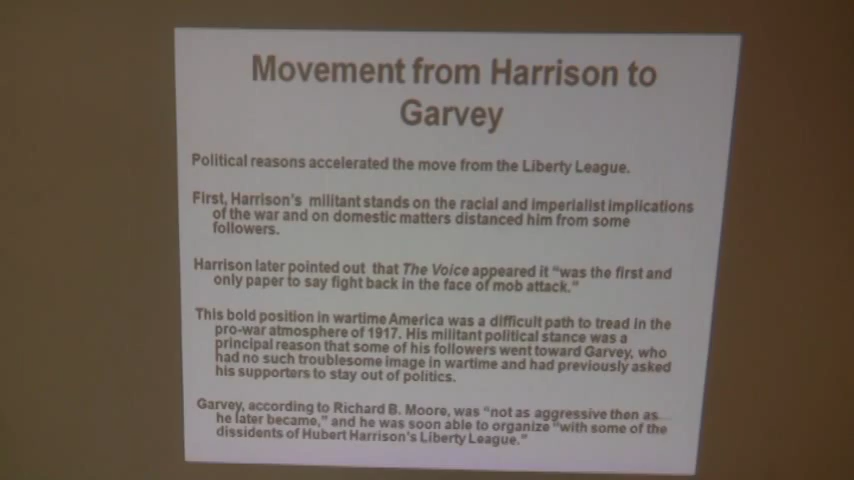 Movement from Harrison to
Garvey
Political reasons accelerated the move from the Liberty League.
First, Harrison's militant stands on the racial and imperialist implications
of the war and on domestic matters distanced him from some
followers.
Harrison later pointed out that The Voice appeared it "was the first and
only paper to say fight back in the face of mob attack."
This bold position in wartime America was a difficult path to tread in the
pro-war atmosphere of 1917. His militant political stance was a
principal reason that some of his followers went toward Garvey, who
had no such troublesome image in wartime and had previously asked
his supporters to stay out of politics.
Garvey, according to Richard B. Moore, was "not as aggressive then as
he later became," and he was soon able to organize "with some of the
dissidents of Hubert Harrison's Liberty League."